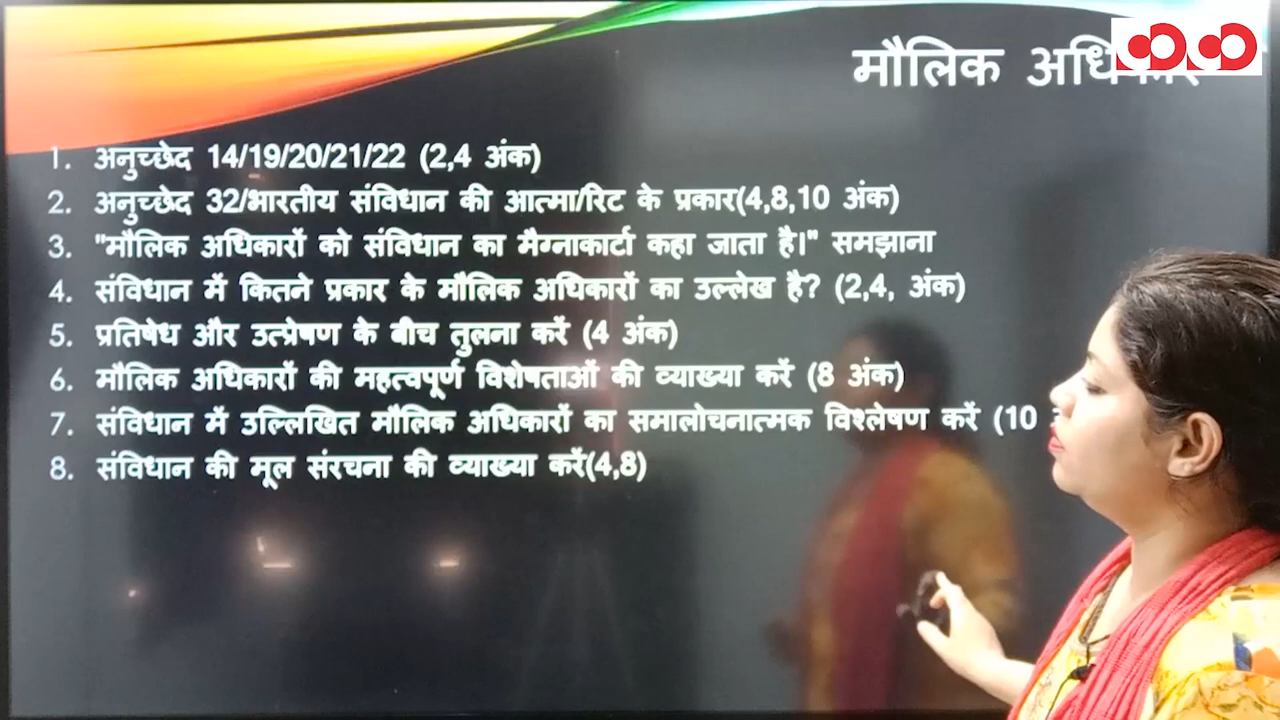 मौलिक अधिकार
1. अनुच्छेद 14/19/20/21/22 (2,4 अंक)
2. अनुच्छेद 32/भारतीय संविधान की आत्मा/रिट के प्रकार(4,8,10 अंक)
3. "मौलिक अधिकारों को संविधान का मैग्नाकार्टा कहा जाता है।" समझाना
4. संविधान में कितने प्रकार के मौलिक अधिकारों का उल्लेख है? (2,4, अंक)
5. प्रतिषेध और उत्प्रेषण के बीच तुलना करें (4 अंक)
6. मौलिक अधिकारों की महत्वपूर्ण विशेषताओं की व्याख्या करें (8 अंक)
7. संविधान में उल्लिखित मौलिक अधिकारों का समालोचनात्मक विश्लेषण करें (10
8. संविधान की मूल संरचना की व्याख्या करें(4,8)